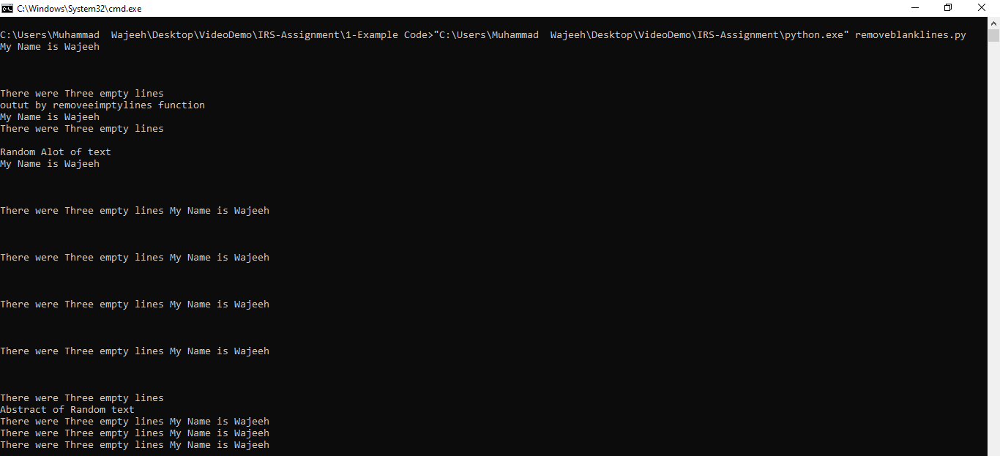 C:\Windows\System32\cmd.exe
C:\Users\Muhammad  Wajeeh\Desktop\VideoDemo\IRS-Assignment\1-Example Code>"C:\Users\Muhammad  Wajeeh\Desktop\VideoDemo\IRS-Assignment\python.exe" removeblanklines.py
My Name is Wajeeh
There were Three empty lines
outut by removeeimptylines function
My Name is Wajeeh
There were Three empty lines
Random Alot of text
My Name is Wajeeh
There were Three empty lines My Name is Wajeeh
There were Three empty lines My Name is Wajeeh
There were Three empty lines My Name is Wajeeh
There were Three empty lines My Name is Wajeeh
There were Three empty lines
Abstract of Random text
There were Three empty lines My Name is Wajeeh
There were Three empty lines My Name is Wajeeh
There were Three empty lines My Name is Wajeeh